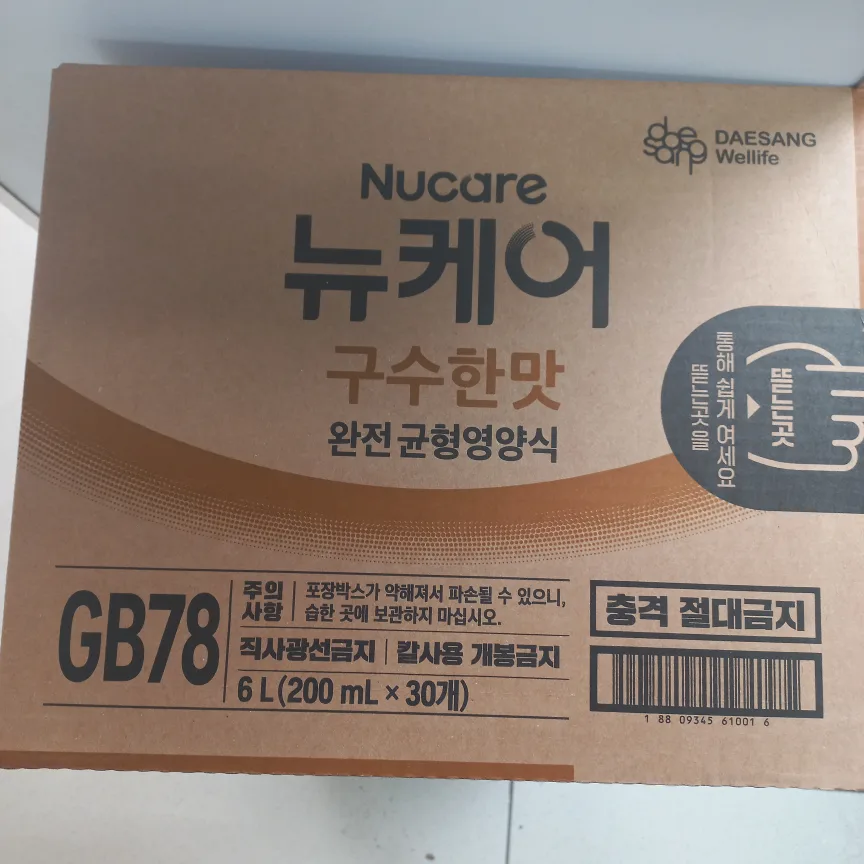 daesang
DAESANG
Wellife
Nucare
뉴케어
구수한맛
완전 균형영양식
뜯는곳을
통해 쉽게 여세요
뜯는곳
GB78
주의
사항
포장박스가 약해져서 파손될 수 있으니,
습한 곳에 보관하지 마십시오.
직사광선금지 | 칼사용 개봉금지
6 L (200 mL × 30개)
충격 절대금지
1 88 09345 61001 6